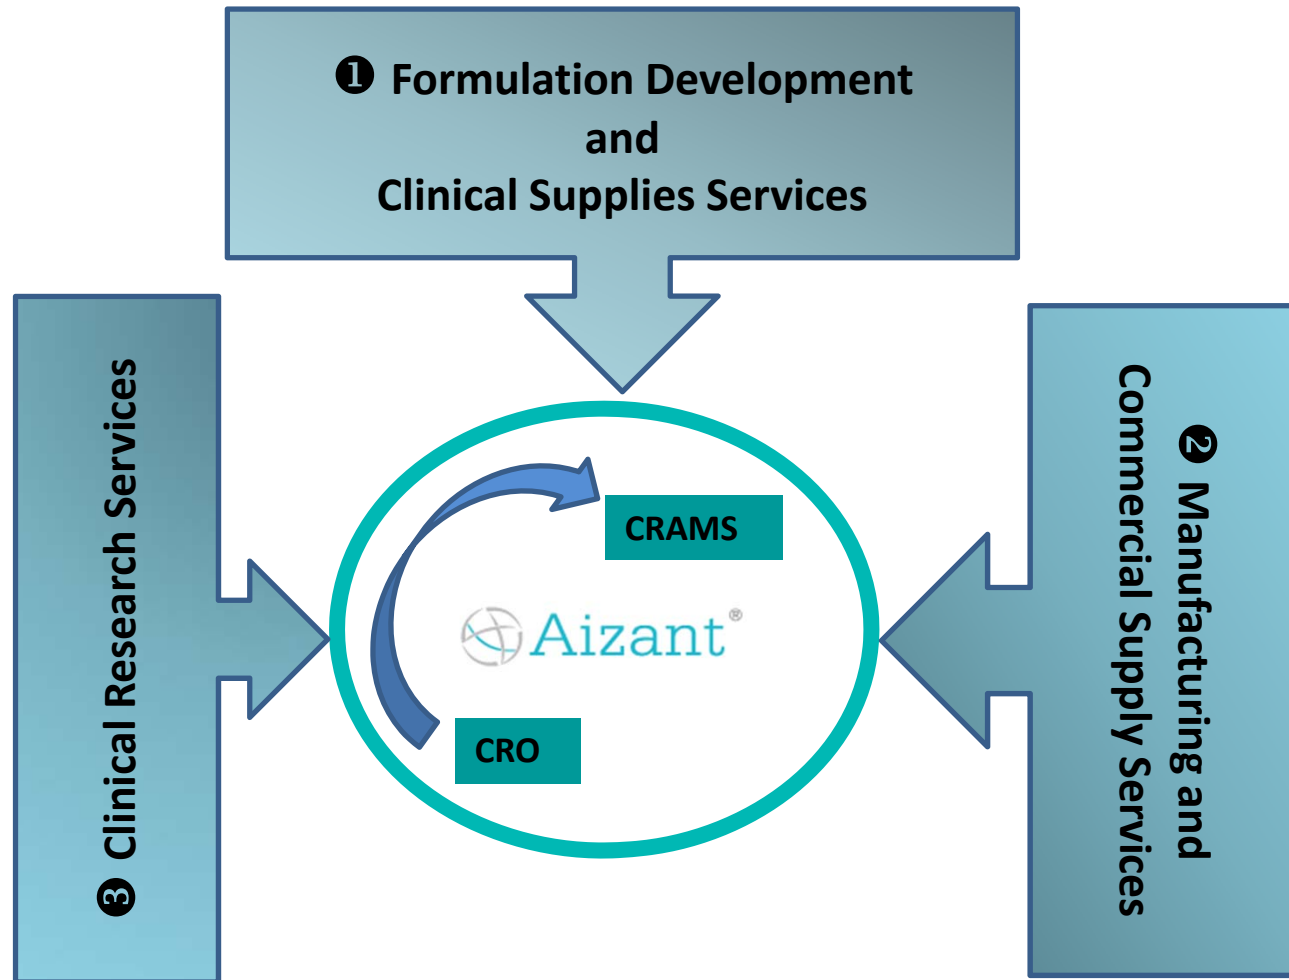 ❶ Formulation Development
and
Clinical Supplies Services
❸ Clinical Research Services
CRAMS
Aizant®
CRO
❷ Manufacturing and
Commercial Supply Services